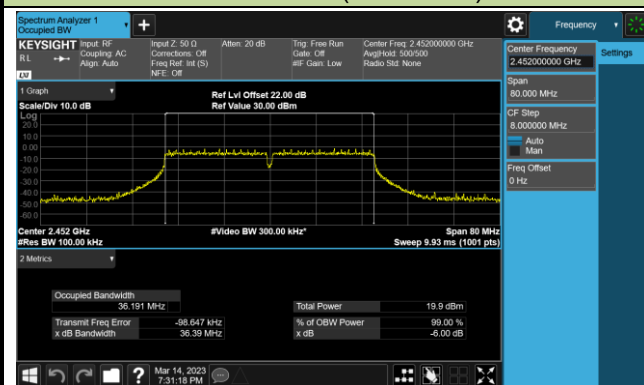 Spectrum Analyzer 1
Occupied BW
+
Frequency
KEYSIGHT
RL
LXI
Input: RF
Coupling: AC
Align: Auto
Input Z: 50 Ω
Corrections: Off
Freq Ref: Int (S)
NFE: Off
Atten: 20 dB
Trig: Free Run
Gate: Off
#IF Gain: Low
Center Freq: 2.452000000 GHz
Avg|Hold: 500/500
Radio Std: None
Center Frequency
2.452000000 GHz
Settings
Span
80.000 MHz
CF Step
8.000000 MHz
Auto
Man
Freq Offset
0 Hz
1 Graph
Scale/Div 10.0 dB
Ref Lvl Offset 22.00 dB
Ref Value 30.00 dBm
Log
20.0
10.0
0.00
-10.0
-20.0
-30.0
-40.0
-50.0
-60.0
Center 2.452 GHz
#Res BW 100.00 kHz
#Video BW 300.00 kHz*
Span 80 MHz
Sweep 9.93 ms (1001 pts)
2 Metrics
Occupied Bandwidth
36.191 MHz
Total Power 19.9 dBm
Transmit Freq Error -98.647 kHz
% of OBW Power 99.00 %
x dB Bandwidth 36.39 MHz
x dB -6.00 dB
?
Mar 14, 2023
7:31:18 PM